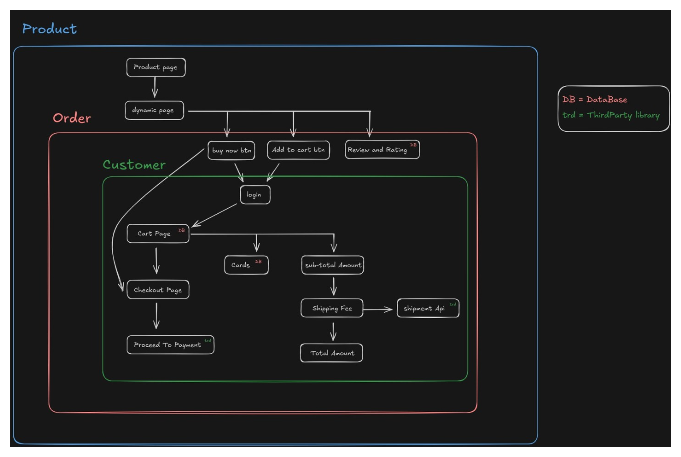 Product
Product page
dynamic page
DB = DataBase
trd = ThirdParty library
Order
buy now btn
Add to cart btn
Review and Rating DB
Customer
login
Cart Page DB
Cards DB
sub-total Amount
Checkout Page
Shipping Fee
shipment Api trd
Proceed To Payment trd
Total Amount